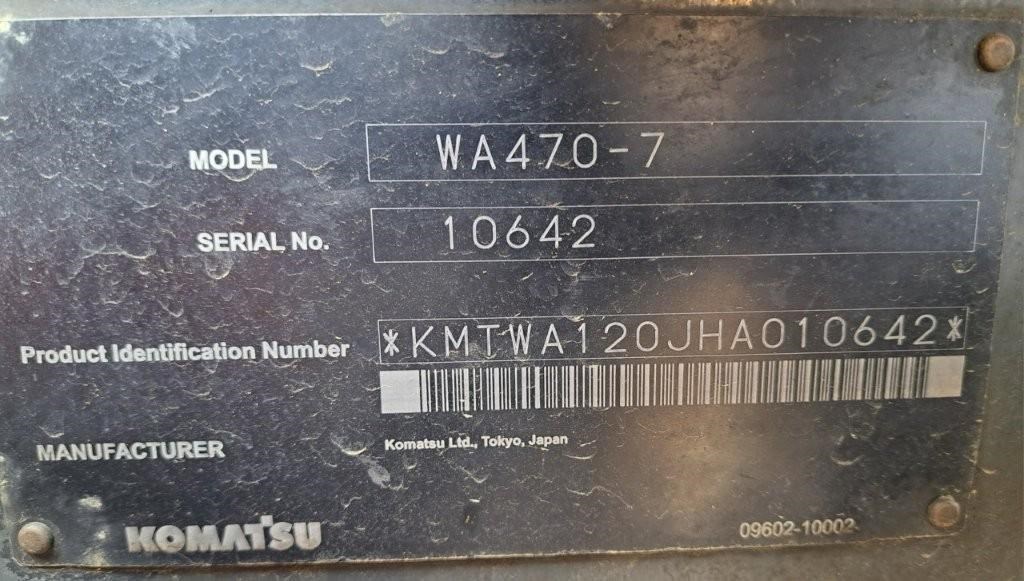 MODEL WA470-7
SERIAL No. 10642
Product Identification Number *KMTWA120JHA010642*
MANUFACTURER Komatsu Ltd., Tokyo, Japan
KOMATSU 09602-10002